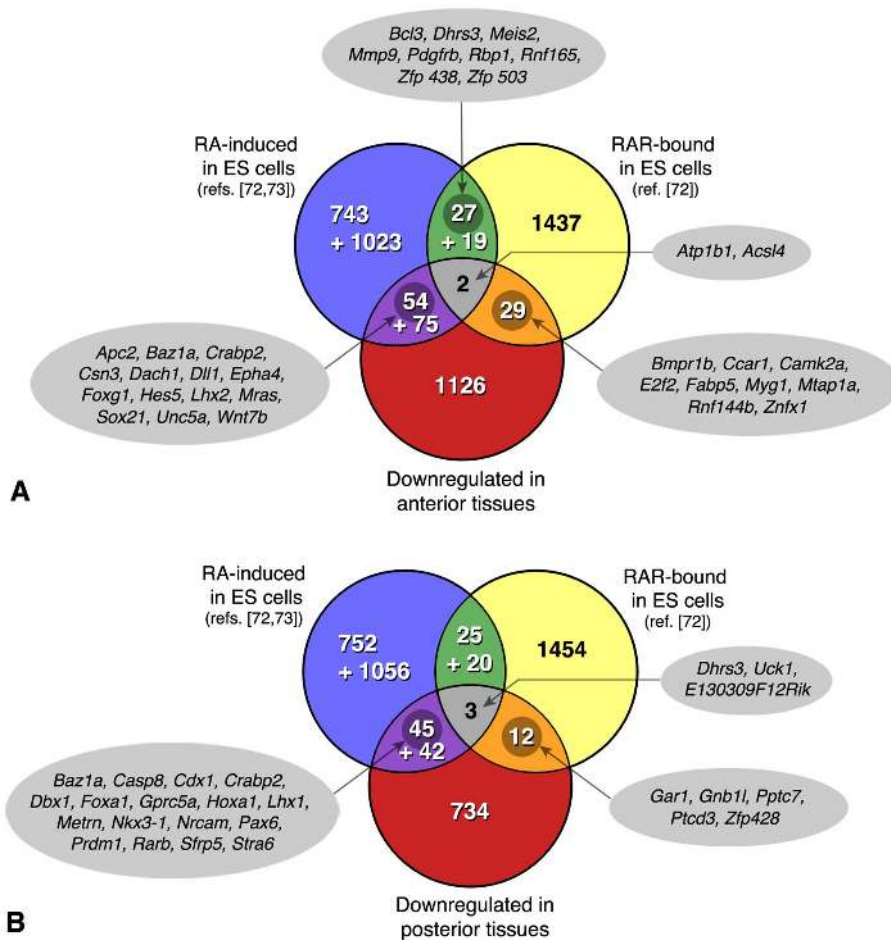 Bcl3, Dhrs3, Meis2,
Mmp9, Pdgfrb, Rbp1, Rnf165,
Zfp 438, Zfp 503
RA-induced
in ES cells
(refs. [72,73])
RAR-bound
in ES cells
(ref. [72])
743
+ 1023
27
+ 19
1437
Atp1b1, Acsl4
2
54
+ 75
29
Apc2, Baz1a, Crabp2,
Csn3, Dach1, Dll1, Epha4,
Foxg1, Hes5, Lhx2, Mras,
Sox21, Unc5a, Wnt7b
Bmpr1b, Ccar1, Camk2a,
E2f2, Fabp5, Myg1, Mtap1a,
Rnf144b, Znfx1
1126
Downregulated in
anterior tissues
A
RA-induced
in ES cells
(refs. [72,73])
RAR-bound
in ES cells
(ref. [72])
752
+ 1056
25
+ 20
1454
Dhrs3, Uck1,
E130309F12Rik
3
45
+ 42
12
Baz1a, Casp8, Cdx1, Crabp2,
Dbx1, Foxa1, Gprc5a, Hoxa1, Lhx1,
Metrn, Nkx3-1, Nrcam, Pax6,
Prdm1, Rarb, Sfrp5, Stra6
Gar1, Gnb1l, Pptc7,
Ptcd3, Zfp428
734
Downregulated in
posterior tissues
B